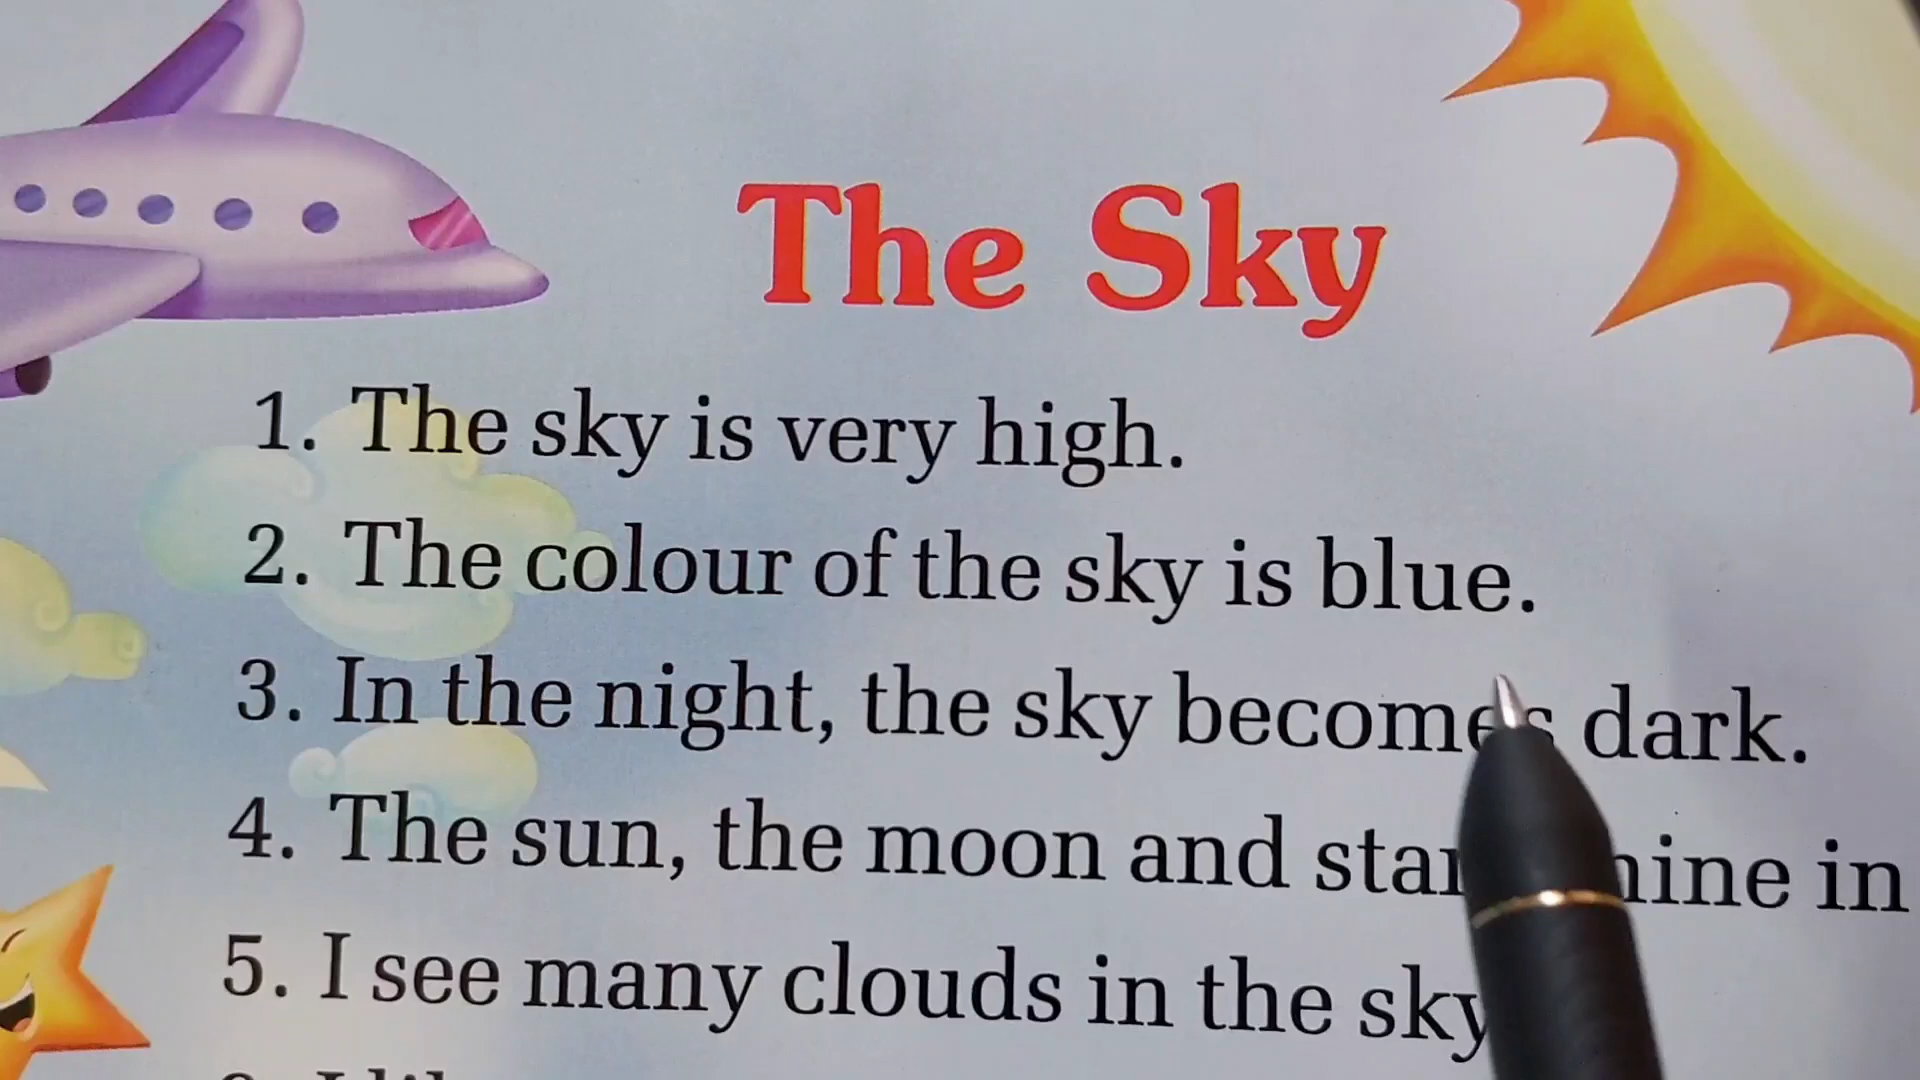 The Sky
1. The sky is very high.
2. The colour of the sky is blue.
3. In the night, the sky becomes dark.
4. The sun, the moon and in
5. I see many clouds in the sky